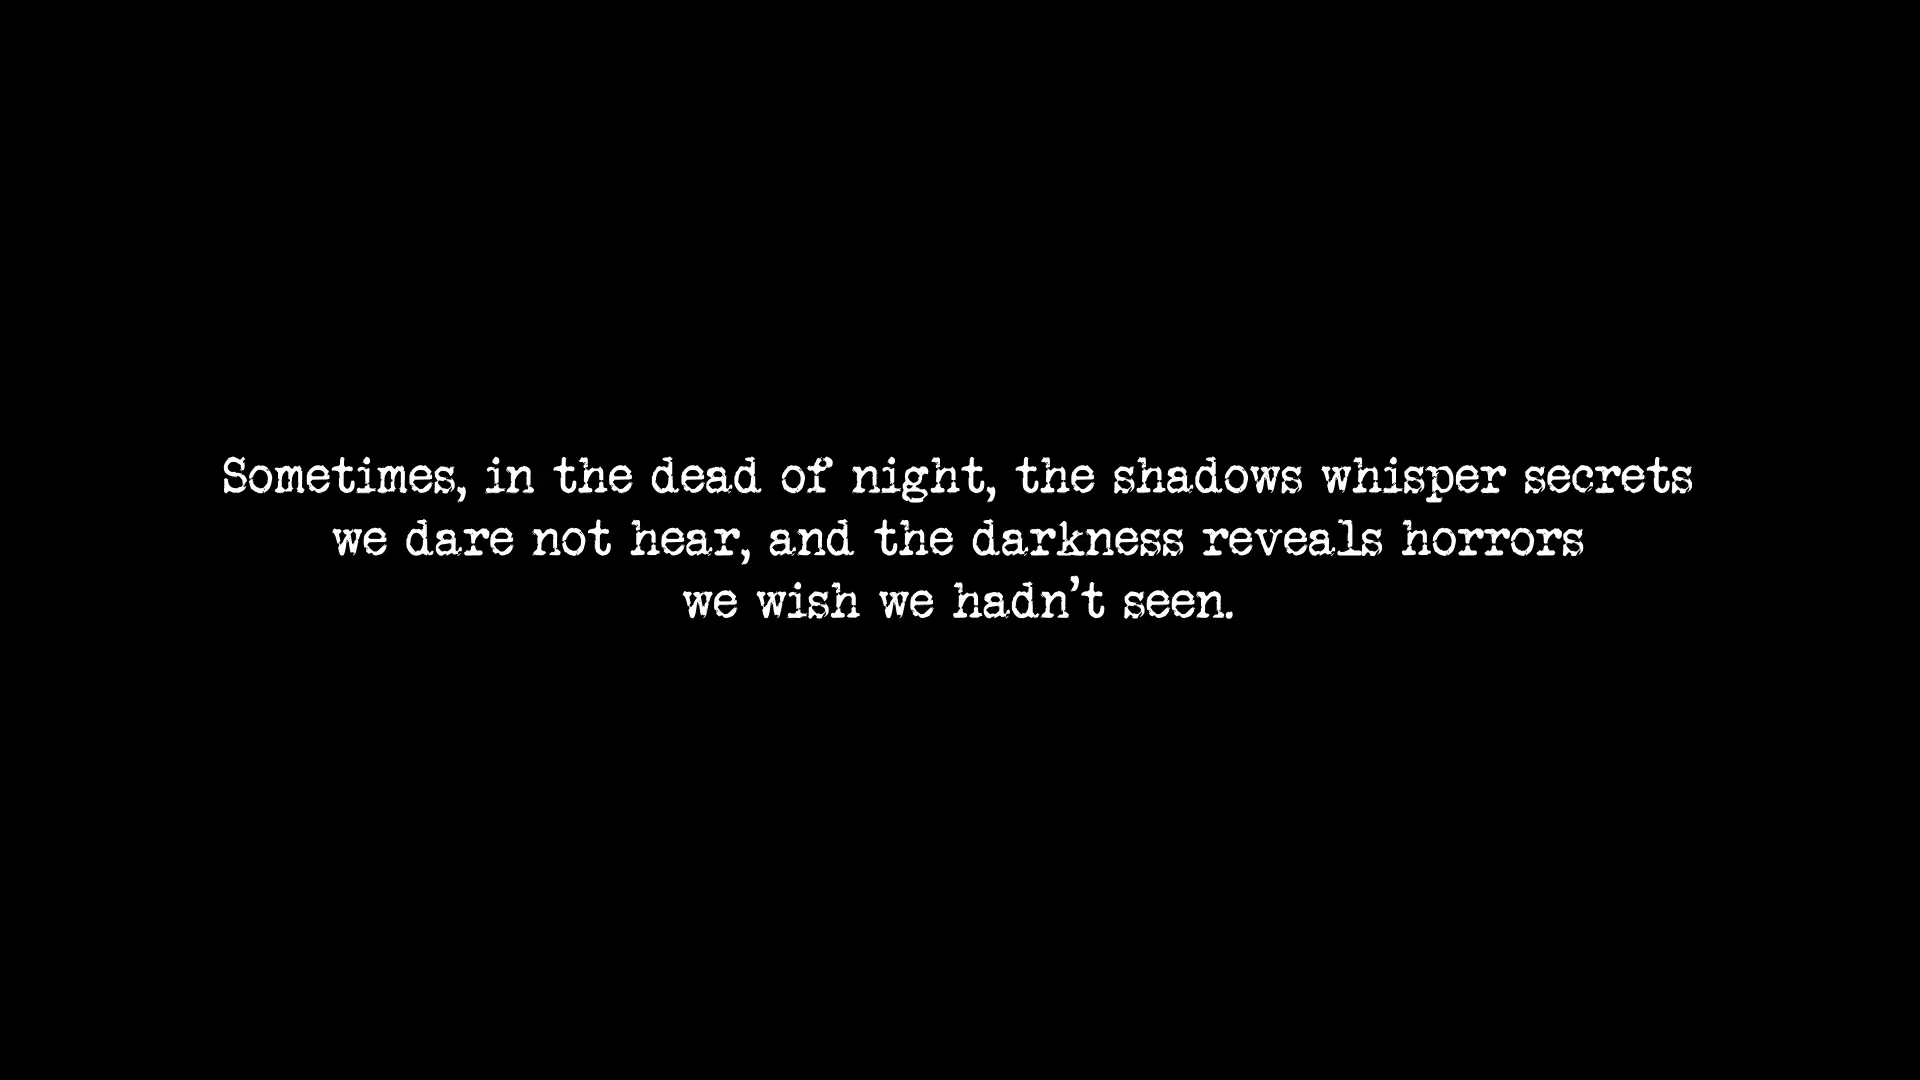 Sometimes, in the dead of night, the shadows whisper secrets
we dare not hear, and the darkness reveals horrors
we wish we hadn’t seen.